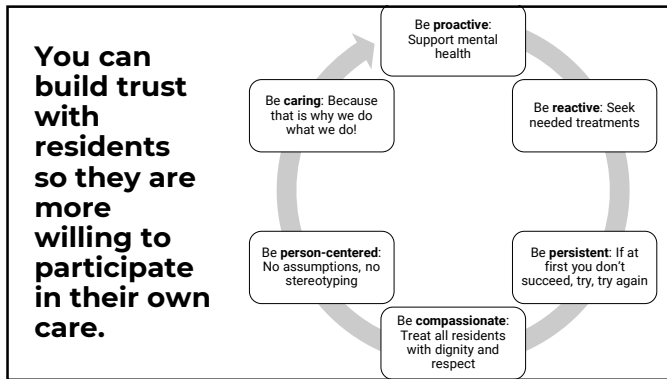 You can
build trust
with
residents
so they are
more
willing to
participate
in their own
care.
Be proactive:
Support mental
health
Be reactive: Seek
needed treatments
Be persistent: If at
first you don't
succeed, try, try again
Be compassionate:
Treat all residents
with dignity and
respect
Be person-centered:
No assumptions, no
stereotyping
Be caring: Because
that is why we do
what we do!